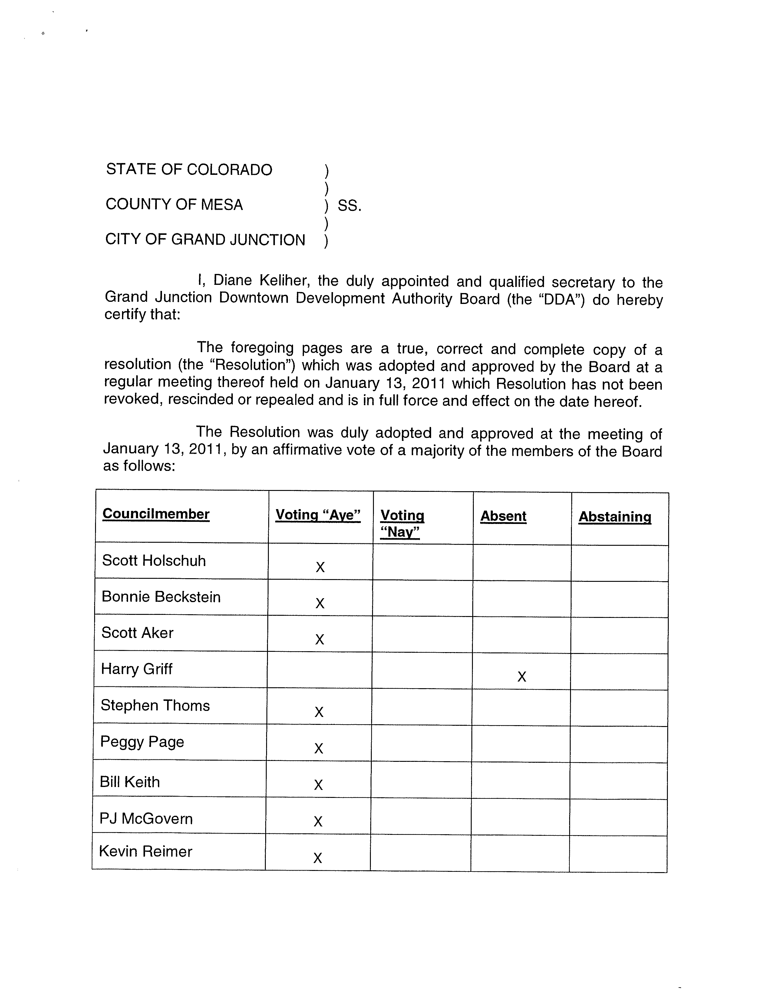 STATE OF COLORADO )
)
COUNTY OF MESA ) SS.
)
CITY OF GRAND JUNCTION )
I, Diane Keliher, the duly appointed and qualified secretary to the
Grand Junction Downtown Development Authority Board (the “DDA”) do hereby
certify that:
The foregoing pages are a true, correct and complete copy of a
resolution (the “Resolution”) which was adopted and approved by the Board at a
regular meeting thereof held on January 13, 2011 which Resolution has not been
revoked, rescinded or repealed and is in full force and effect on the date hereof.
The Resolution was duly adopted and approved at the meeting of
January 13, 2011, by an affirmative vote of a majority of the members of the Board
as follows:
Councilmember Voting “Aye” Voting Absent Abstaining
“Nay”
Scott Holschuh X
Bonnie Beckstein X
Scott Aker X
Harry Griff X
Stephen Thoms X
Peggy Page X
Bill Keith X
PJ McGovern X
Kevin Reimer X